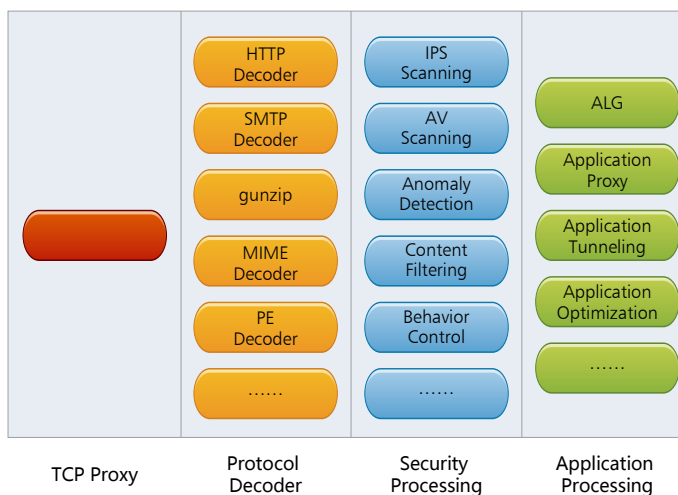 HTTP
Decoder
SMTP
Decoder
gunzip
MIME
Decoder
PE
Decoder
......
IPS
Scanning
AV
Scanning
Anomaly
Detection
Content
Filtering
Behavior
Control
......
ALG
Application
Proxy
Application
Tunneling
Application
Optimization
......
TCP Proxy
Protocol
Decoder
Security
Processing
Application
Processing